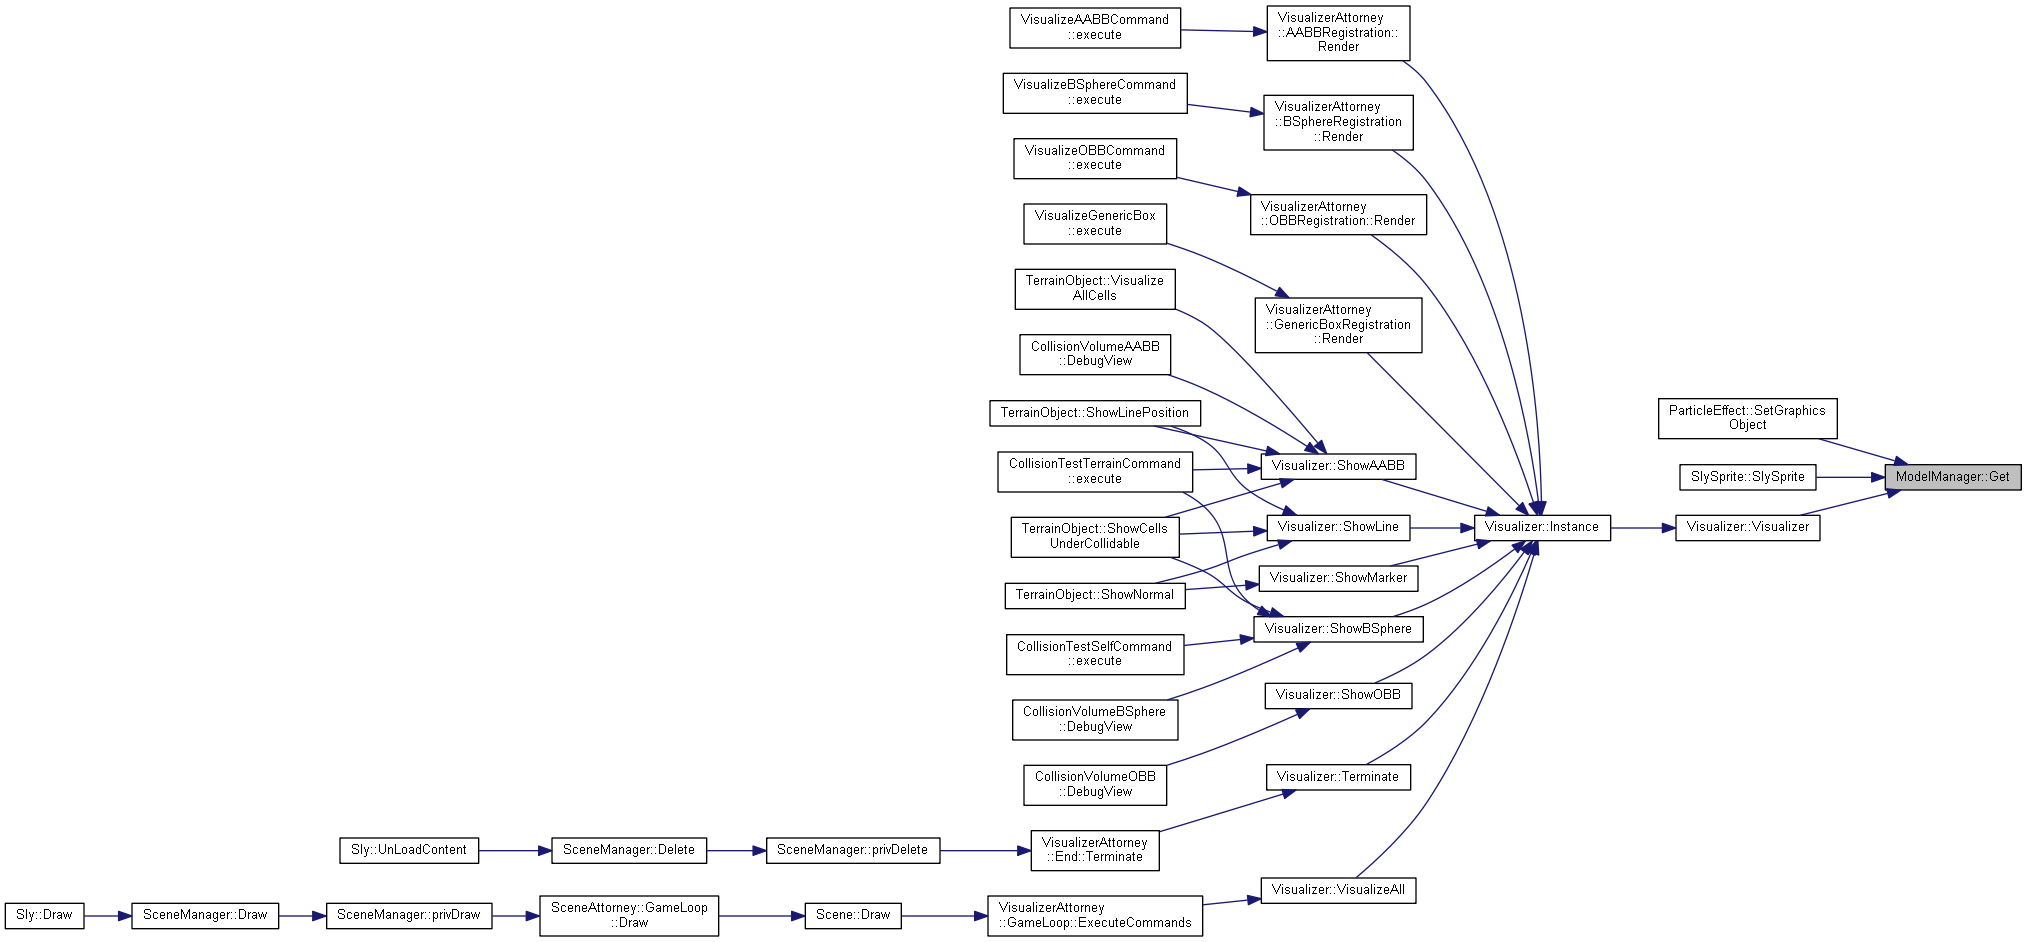 VisualizeAABBCommand
::execute
VisualizerAttorney
::AABBRegistration::
Render
VisualizeBSphereCommand
::execute
VisualizerAttorney
::BSphereRegistration
::Render
VisualizeOBBCommand
::execute
VisualizerAttorney
::OBBRegistration::Render
VisualizeGenericBox
::execute
TerrainObject::Visualize
AllCells
VisualizerAttorney
::GenericBoxRegistration
::Render
CollisionVolumeAABB
::DebugView
TerrainObject::ShowLinePosition
ParticleEffect::SetGraphics
Object
CollisionTestTerrainCommand
::execute
Visualizer::ShowAABB
SlySprite::SlySprite
ModelManager::Get
TerrainObject::ShowCells
UnderCollidable
Visualizer::ShowLine
Visualizer::Instance
Visualizer::Visualizer
TerrainObject::ShowNormal
Visualizer::ShowMarker
Visualizer::ShowBSphere
CollisionTestSelfCommand
::execute
CollisionVolumeBSphere
::DebugView
Visualizer::ShowOBB
CollisionVolumeOBB
::DebugView
Visualizer::Terminate
Sly::UnLoadContent
SceneManager::Delete
SceneManager::privDelete
VisualizerAttorney
::End::Terminate
Visualizer::VisualizeAll
Sly::Draw
SceneManager::Draw
SceneManager::privDraw
SceneAttorney::GameLoop
::Draw
Scene::Draw
VisualizerAttorney
::GameLoop::ExecuteCommands